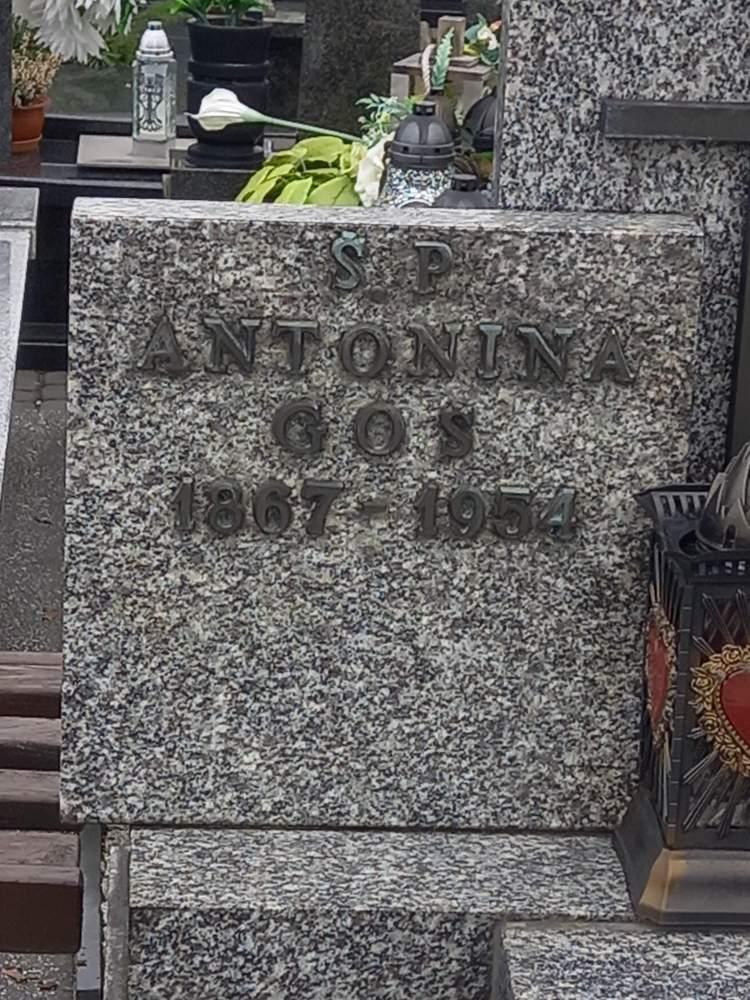 Ś P
ANTONINA
GOS
1867 - 1954